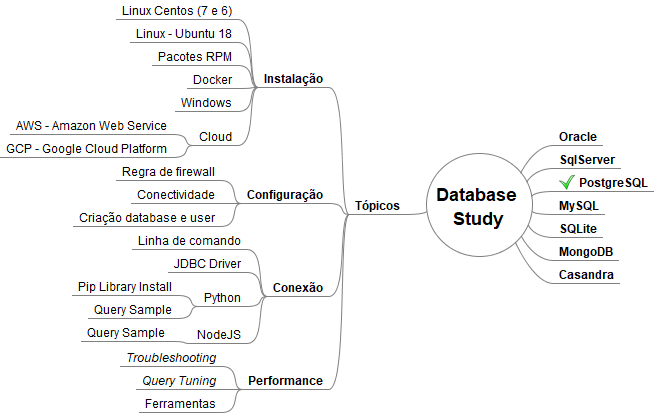 Linux Centos (7 e 6)
Linux - Ubuntu 18
Pacotes RPM
Docker
Windows
AWS - Amazon Web Service
GCP - Google Cloud Platform
Cloud
Instalação
Regra de firewall
Conectividade
Criação database e user
Configuração
Linha de comando
JDBC Driver
Pip Library Install
Query Sample
Python
Query Sample
NodeJS
Conexão
Troubleshooting
Query Tuning
Ferramentas
Performance
Tópicos
Database
Study
Oracle
SqlServer
PostgreSQL
MySQL
SQLite
MongoDB
Casandra